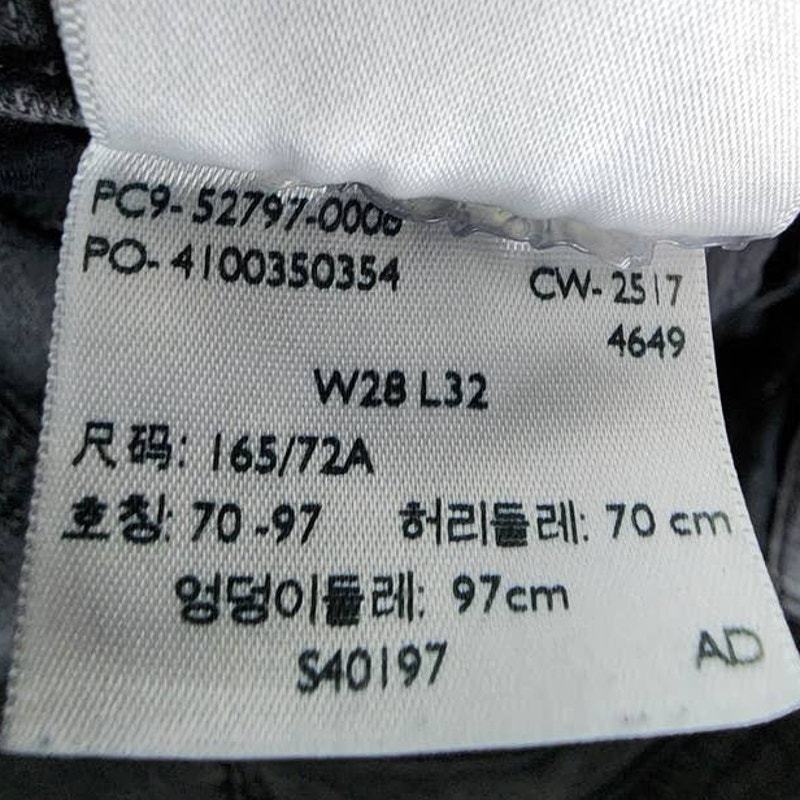 PC9-52797-0006
PO-4100350354
CW-2517
4649
W28 L32
尺码: 165/72A
호칭: 70-97 허리둘레: 70 cm
엉덩이둘레: 97cm
S40197
AD